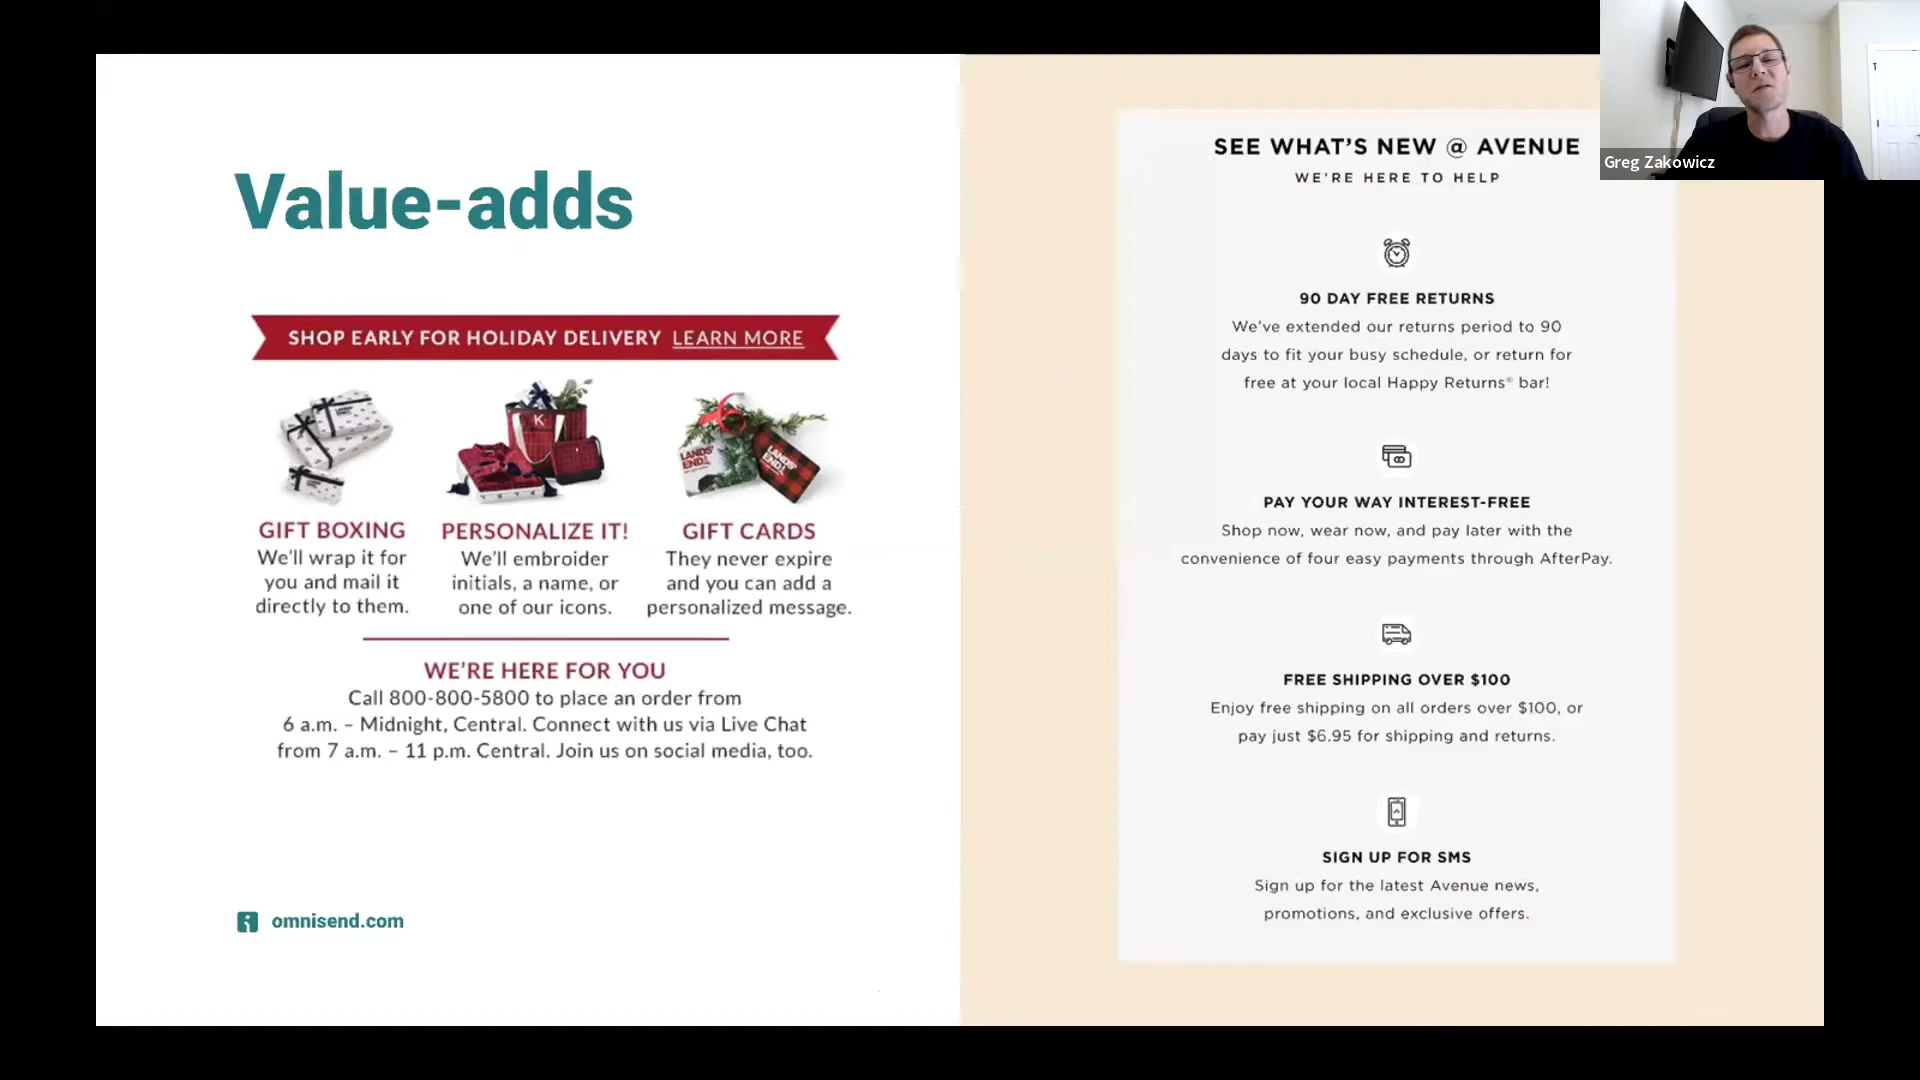 Value-adds
SHOP EARLY FOR HOLIDAY DELIVERY LEARN MORE
LANDS' END
K
LANDS' END
LANDS' END
GIFT BOXING
We'll wrap it for
you and mail it
directly to them.
PERSONALIZE IT!
We'll embroider
initials, a name, or
one of our icons.
GIFT CARDS
They never expire
and you can add a
personalized message.
WE'RE HERE FOR YOU
Call 800-800-5800 to place an order from
6 a.m. – Midnight, Central. Connect with us via Live Chat
from 7 a.m. – 11 p.m. Central. Join us on social media, too.
omnisend.com
SEE WHAT'S NEW @ AVENUE
WE'RE HERE TO HELP
90 DAY FREE RETURNS
We've extended our returns period to 90
days to fit your busy schedule, or return for
free at your local Happy Returns® bar!
PAY YOUR WAY INTEREST-FREE
Shop now, wear now, and pay later with the
convenience of four easy payments through AfterPay.
FREE SHIPPING OVER $100
Enjoy free shipping on all orders over $100, or
pay just $6.95 for shipping and returns.
SIGN UP FOR SMS
Sign up for the latest Avenue news,
promotions, and exclusive offers.
Greg Zakowicz